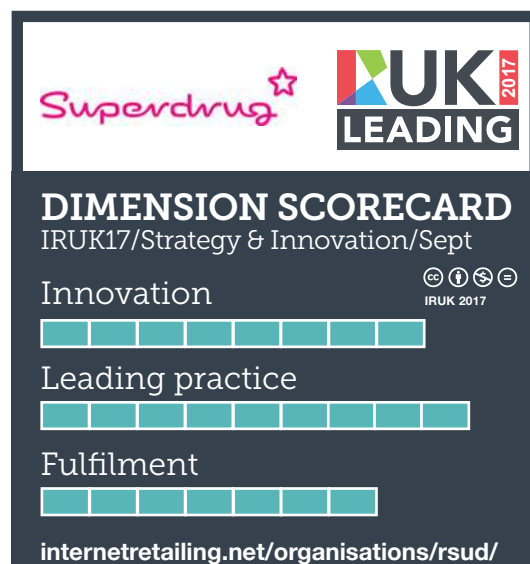 Superdrug
IRUK 2017
LEADING
DIMENSION SCORECARD
IRUK17/Strategy & Innovation/Sept
cc
IRUK 2017
Innovation
Leading practice
Fulfilment
internetretailing.net/organisations/rsud/